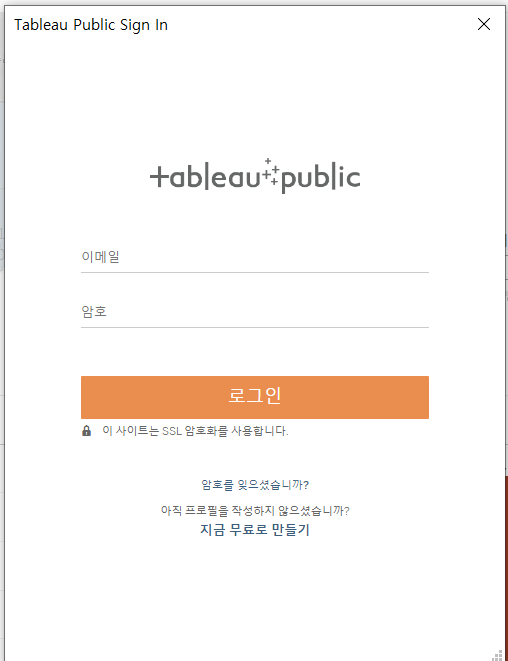 Tableau Public Sign In
tableau public
이메일
암호
로그인
이 사이트는 SSL 암호화를 사용합니다.
암호를 잊으셨습니까?
아직 프로필을 작성하지 않으셨습니까?
지금 무료로 만들기